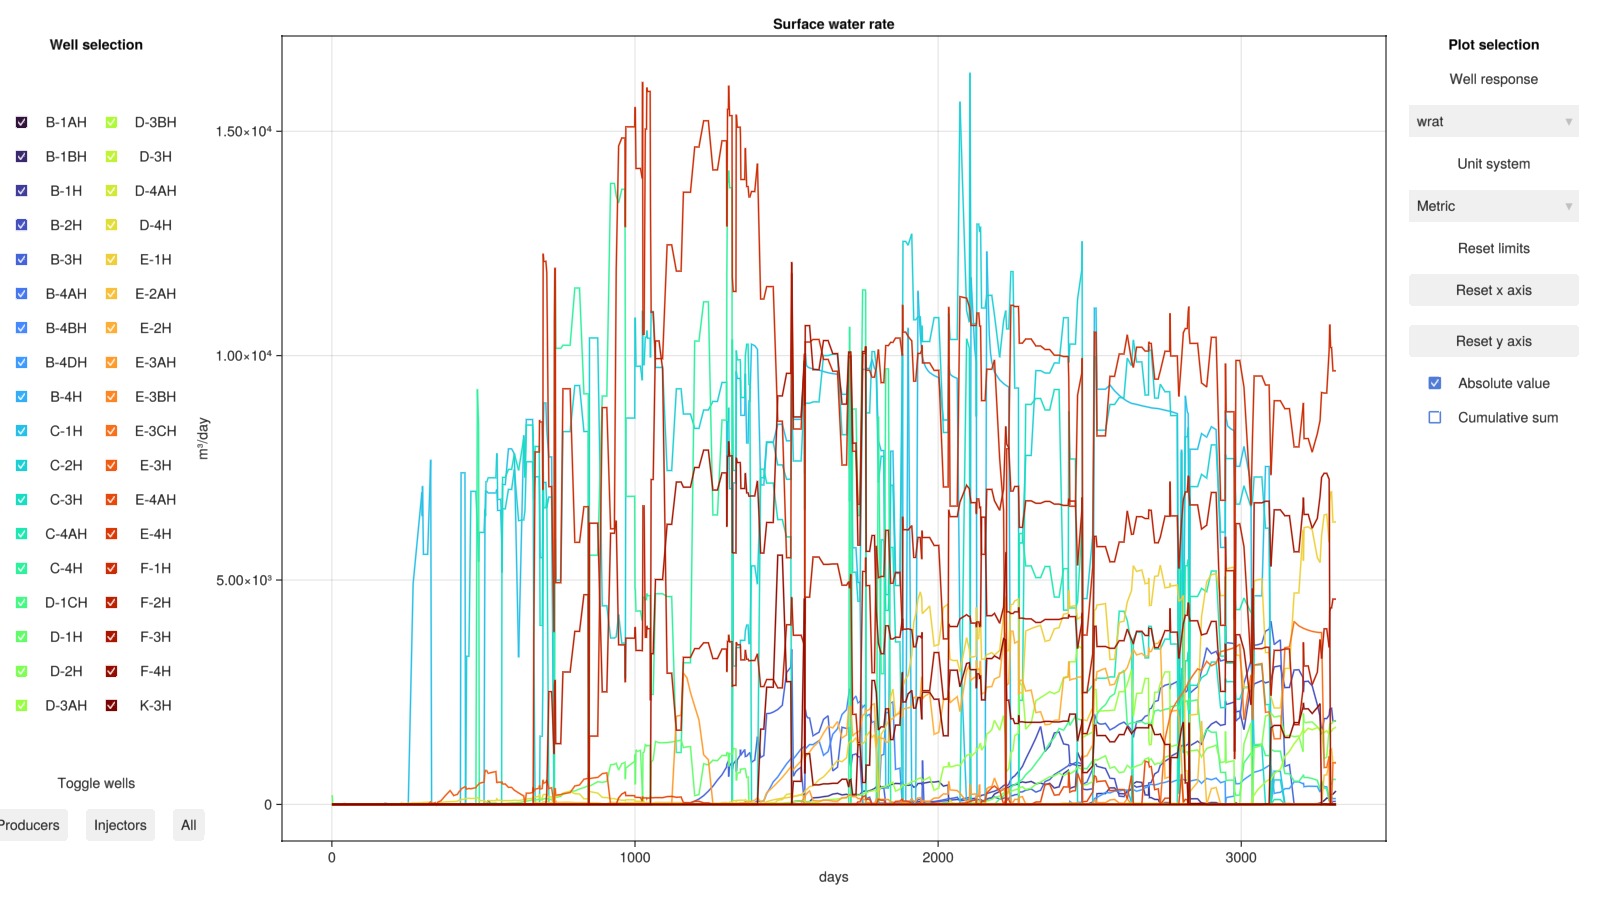 Surface water rate
Well selection
B-1AH D-3BH
B-1BH D-3H
B-1H D-4AH
B-2H D-4H
B-3H E-1H
B-4AH E-2AH
B-4BH E-2H
B-4DH E-3AH
B-4H E-3BH
C-1H E-3CH
C-2H E-3H
C-3H E-4AH
C-4AH E-4H
C-4H F-1H
D-1CH F-2H
D-1H F-3H
D-2H F-4H
D-3AH K-3H
Toggle wells
Producers Injectors All
m³/day
1.50×10⁴
1.00×10⁴
5.00×10³
0
0 1000 2000 3000
days
Plot selection
Well response
wrat
Unit system
Metric
Reset limits
Reset x axis
Reset y axis
Absolute value
Cumulative sum